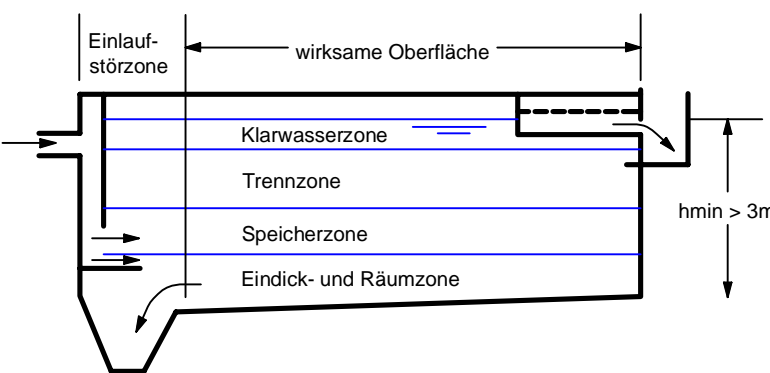 Einlauf-
störzone
wirksame Oberfläche
Klarwasserzone
Trennzone
hmin > 3m
Speicherzone
Eindick- und Räumzone